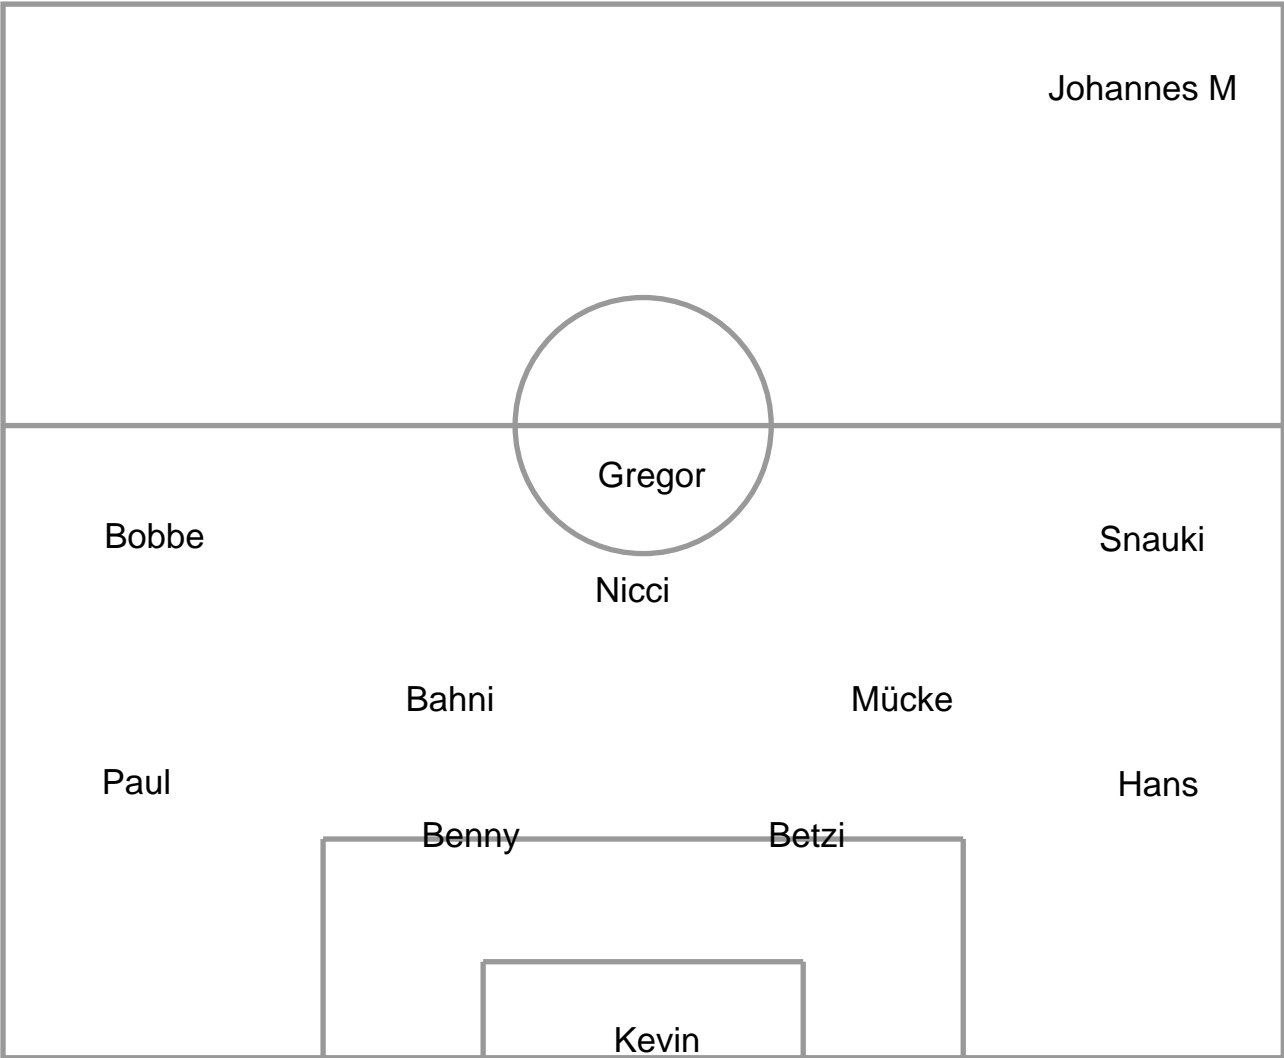 Johannes M
Gregor
Bobbe
Snauki
Nicci
Bahni
Mücke
Paul
Hans
Benny
Betzi
Kevin